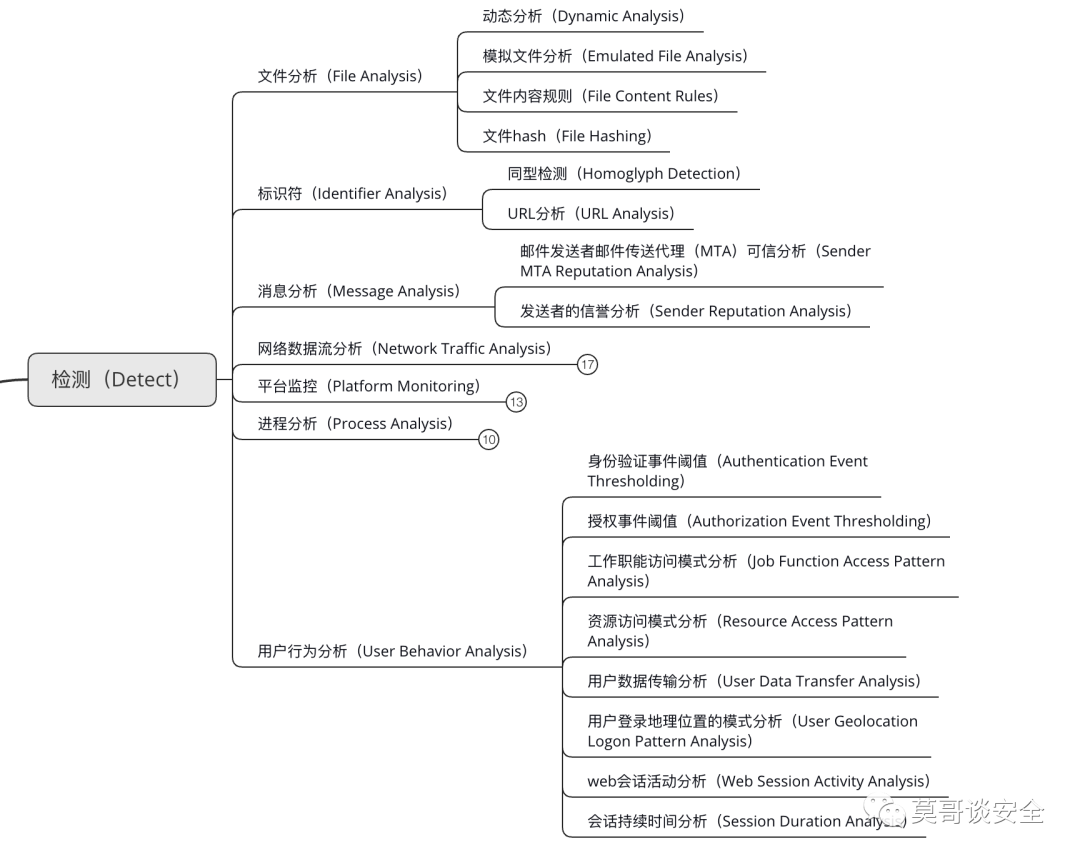 动态分析（Dynamic Analysis）
模拟文件分析（Emulated File Analysis）
文件分析（File Analysis）
文件内容规则（File Content Rules）
文件hash（File Hashing）
同型检测（Homoglyph Detection）
标识符（Identifier Analysis）
URL分析（URL Analysis）
邮件发送者邮件传送代理（MTA）可信分析（Sender
MTA Reputation Analysis）
消息分析（Message Analysis）
发送者的信誉分析（Sender Reputation Analysis）
网络数据流分析（Network Traffic Analysis）
17
检测（Detect）
平台监控（Platform Monitoring）
13
进程分析（Process Analysis）
10
身份验证事件阈值（Authentication Event
Thresholding）
授权事件阈值（Authorization Event Thresholding）
工作职能访问模式分析（Job Function Access Pattern
Analysis）
资源访问模式分析（Resource Access Pattern
Analysis）
用户行为分析（User Behavior Analysis）
用户数据传输分析（User Data Transfer Analysis）
用户登录地理位置的模式分析（User Geolocation
Logon Pattern Analysis）
web会话活动分析（Web Session Activity Analysis）
会话持续时间分析（Session Duration Analysis）
莫哥谈安全